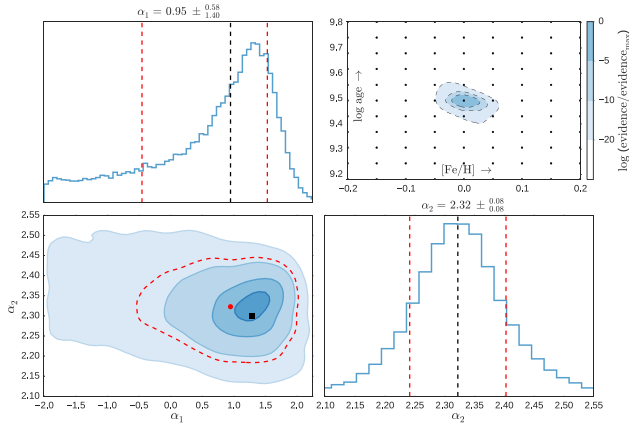 α₁ = 0.95 ± 0.58 1.40
9.8
9.7
9.6
9.5
9.4
9.3
9.2
log age →
[Fe/H] →
−0.2 −0.1 −0.0 0.1 0.2
0
−5
−10
−20
log (evidence/evidence_max)
α₂ = 2.32 ± 0.08 0.08
2.55
2.50
2.45
2.40
2.35
2.30
2.25
2.20
2.15
2.10
α₂
−2.0 −1.5 −1.0 −0.5 0.0 0.5 1.0 1.5 2.0
α₁
2.10 2.15 2.20 2.25 2.30 2.35 2.40 2.45 2.50 2.55
α₂